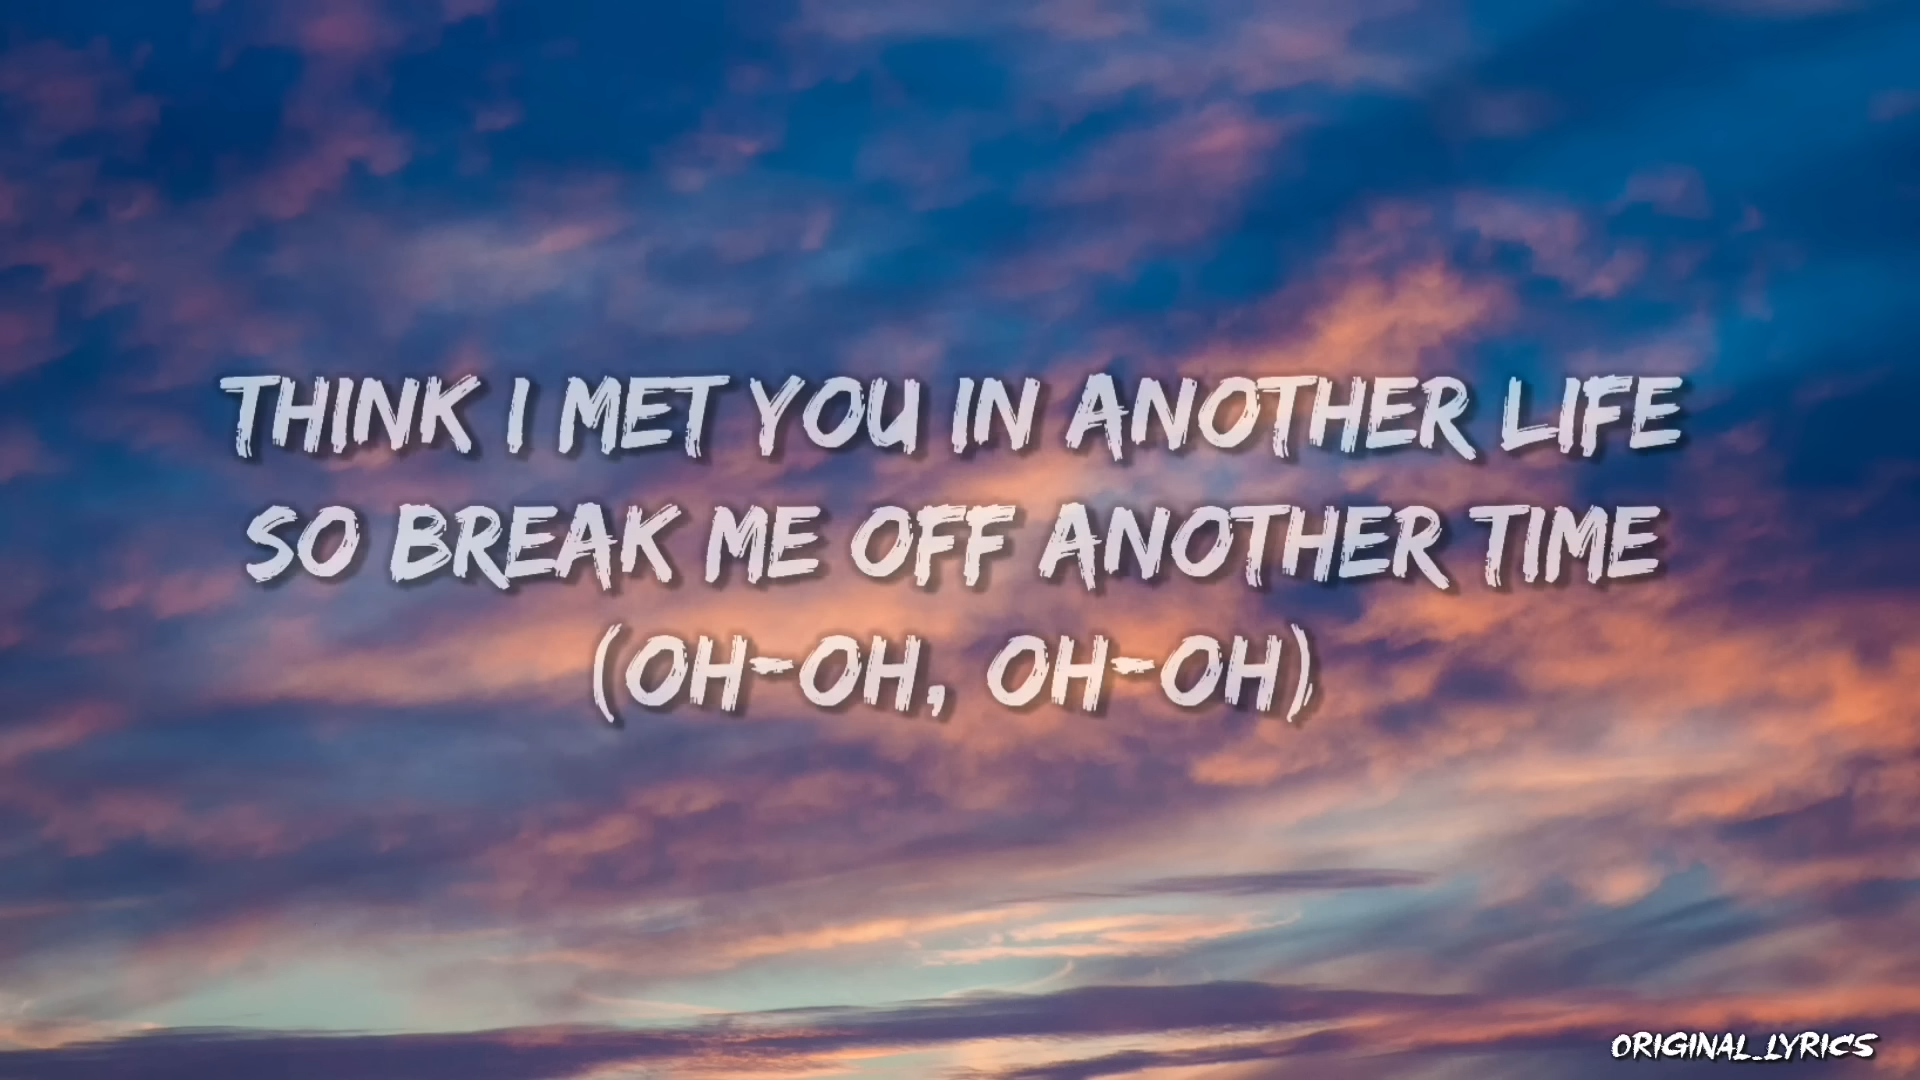 THINK I MET YOU IN ANOTHER LIFE
SO BREAK ME OFF ANOTHER TIME
(OH-OH, OH-OH)
ORIGINAL_LYRICS